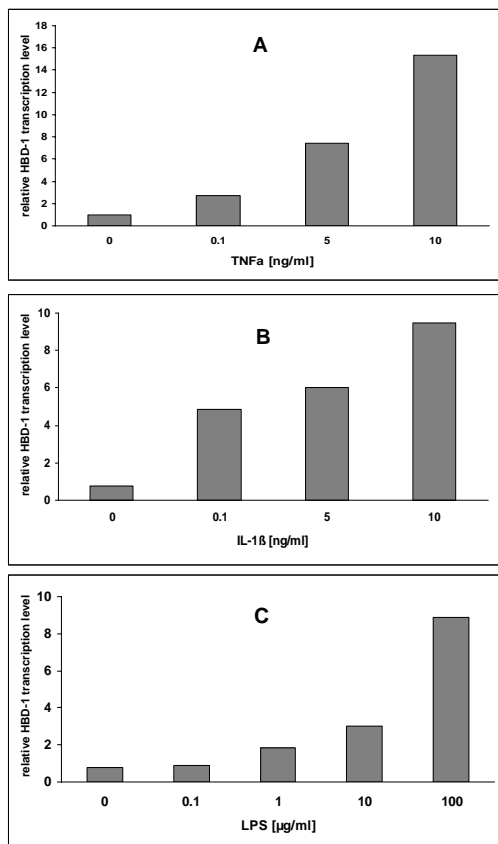 A
relative HBD-1 transcription level
18
16
14
12
10
8
6
4
2
0
0 0.1 5 10
TNFa [ng/ml]
B
relative HBD-1 transcription level
10
8
6
4
2
0
0 0.1 5 10
IL-1ß [ng/ml]
C
relative HBD-1 transcription level
10
8
6
4
2
0
0 0.1 1 10 100
LPS [µg/ml]